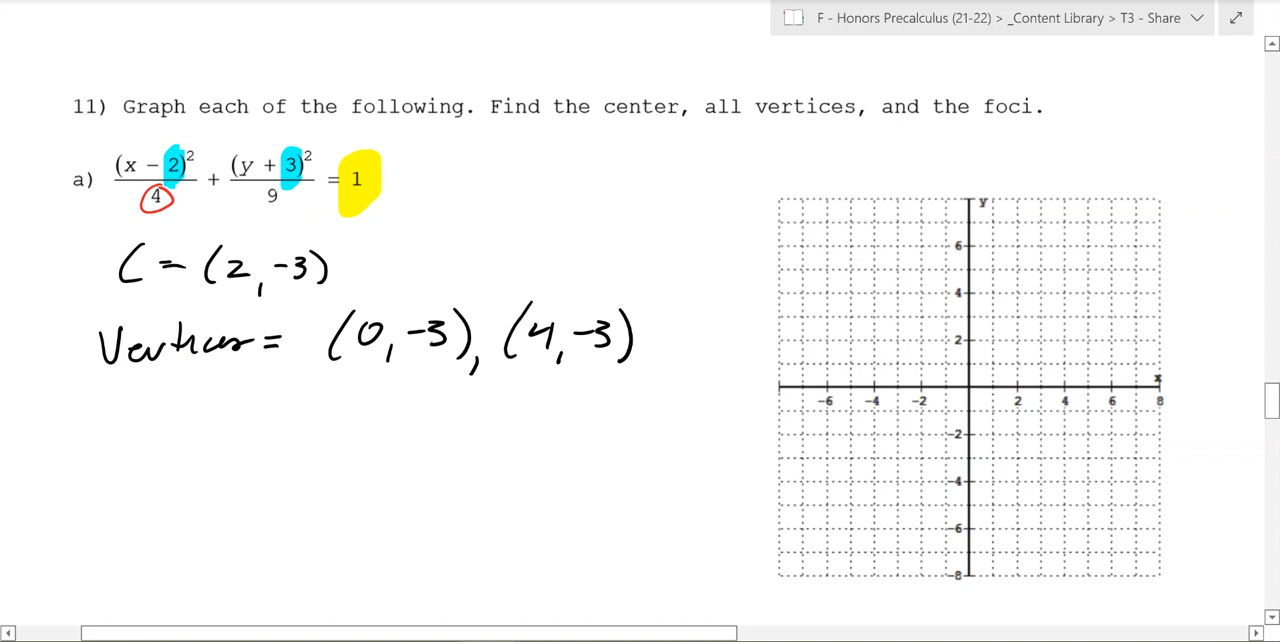 F - Honors Precalculus (21-22) > _Content Library > T3 - Share
11) Graph each of the following. Find the center, all vertices, and the foci.
a) (x - 2)²/4 + (y + 3)²/9 = 1
C = (2, -3)
Vertices = (0, -3), (4, -3)
y
6
4
2
x
-6 -4 -2 2 4 6 8
-2
-4
-6
-8